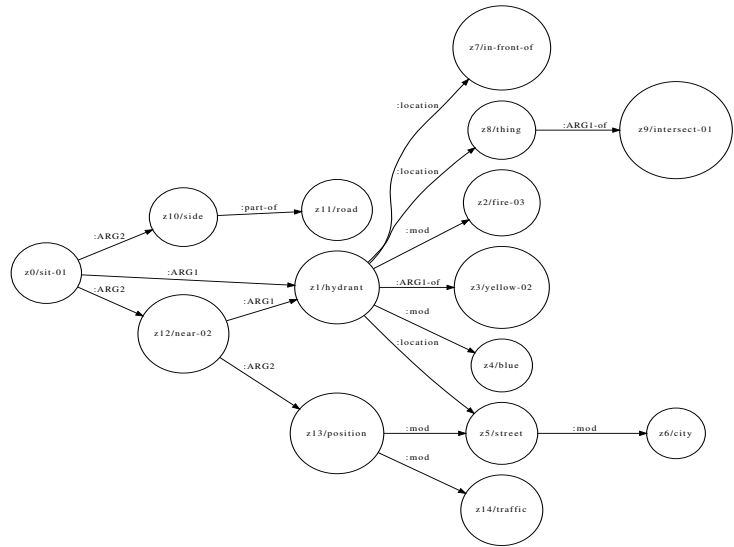 z7/in-front-of
:location
z8/thing
:ARG1-of
z9/intersect-01
:location
z10/side
:part-of
z11/road
z2/fire-03
:mod
:ARG2
z0/sit-01
:ARG1
z1/hydrant
:ARG1-of
z3/yellow-02
:ARG2
:ARG1
:mod
z12/near-02
:location
z4/blue
:ARG2
z13/position
:mod
z5/street
:mod
z6/city
:mod
z14/traffic